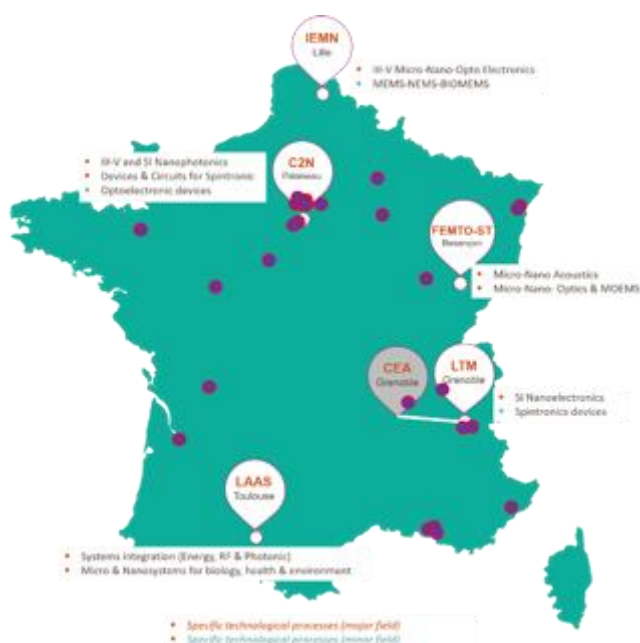 IEMN
Lille
III-V Micro-Nano-Opto Electronics
MEMS-NEMS-BIOMEMS
III-V and SI Nanophotonics
Devices & Circuits for Spintronic
Optoelectronic devices
C2N
Palaiseau
FEMTO-ST
Besançon
Micro-Nano Acoustics
Micro-Nano- Optics & MOEMS
CEA
Grenoble
LTM
Grenoble
SI Nanoelectronics
Spintronics devices
LAAS
Toulouse
Systems integration (Energy, RF & Photonic)
Micro & Nanosystems for biology, health & environment
Specific technological processes (major field)
Specific technological processes (minor field)